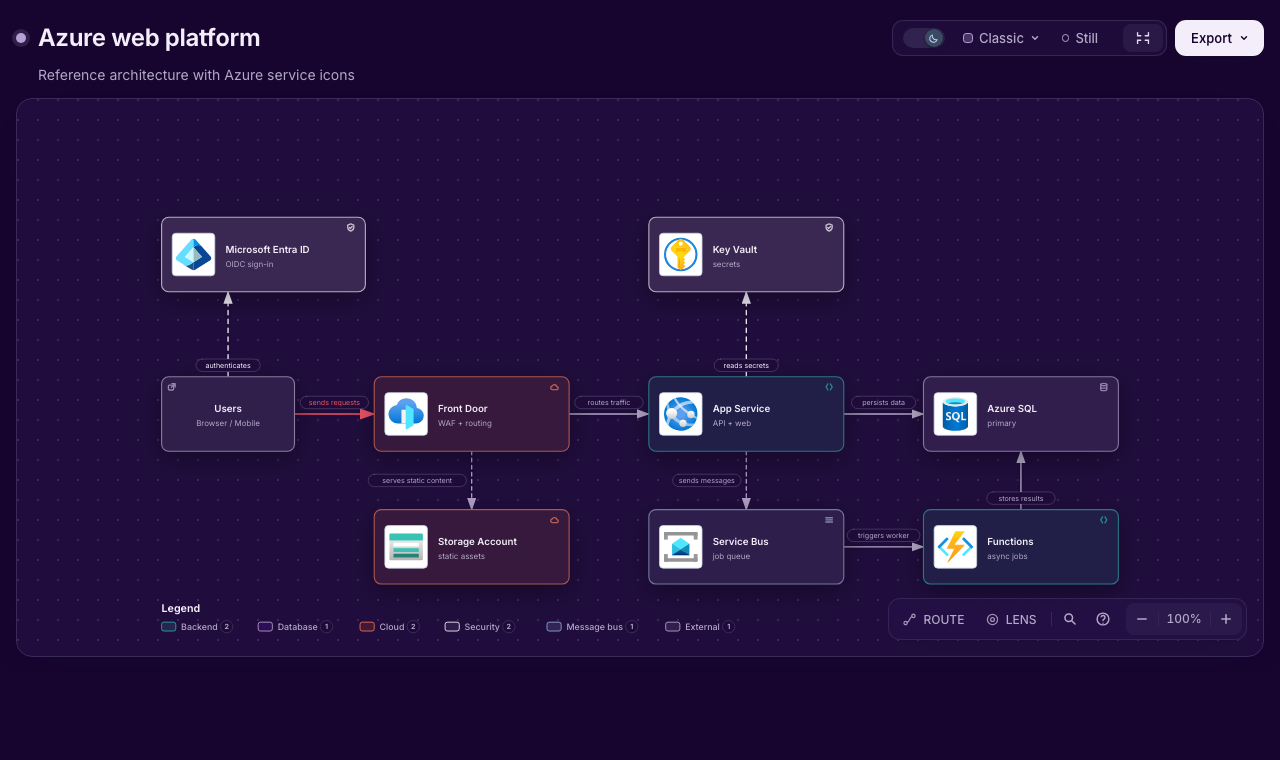 Azure web platform
Classic
Still
Export
Reference architecture with Azure service icons
Microsoft Entra ID
OIDC sign-in
Key Vault
secrets
authenticates
reads secrets
Users
Browser / Mobile
sends requests
Front Door
WAF + routing
routes traffic
App Service
API + web
persists data
SQL
Azure SQL
primary
serves static content
sends messages
stores results
Storage Account
static assets
Service Bus
job queue
triggers worker
Functions
async jobs
Legend
Backend 2
Database 1
Cloud 2
Security 2
Message bus 1
External 1
ROUTE
LENS
100%